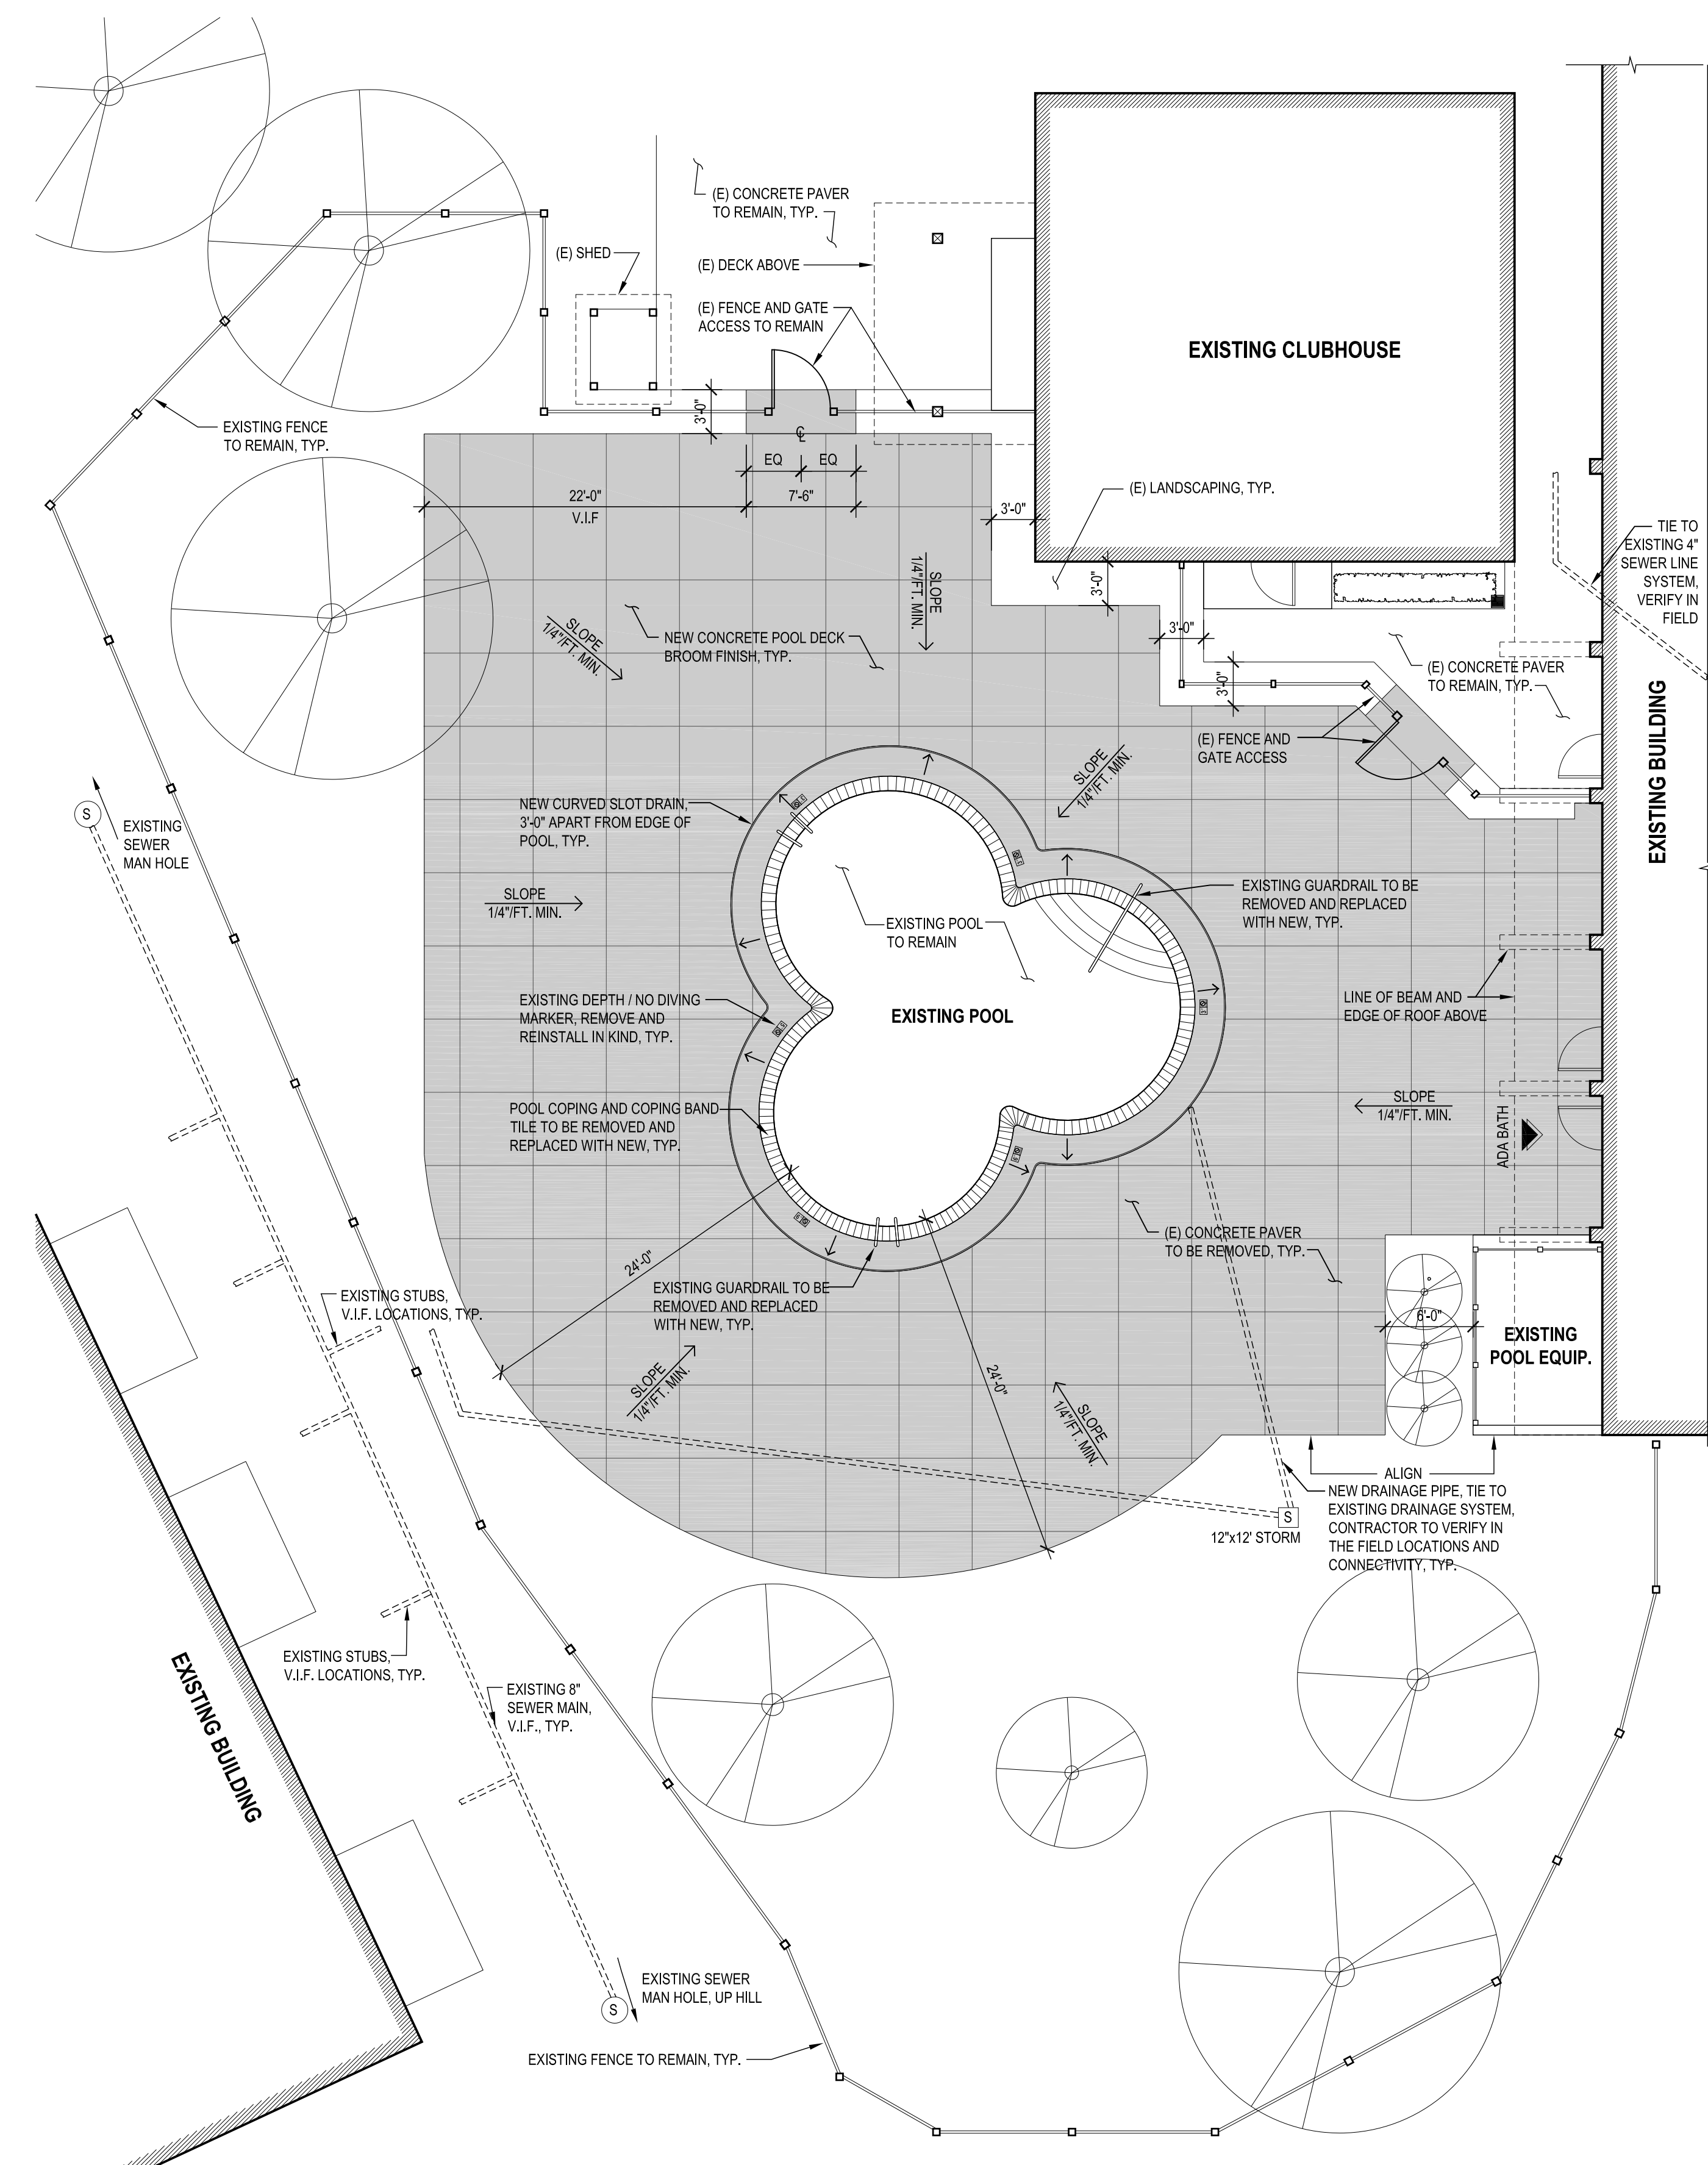 (E) CONCRETE PAVER
TO REMAIN, TYP.
(E) SHED
(E) DECK ABOVE
(E) FENCE AND GATE
ACCESS TO REMAIN
EXISTING CLUBHOUSE
EXISTING FENCE
TO REMAIN, TYP.
3'-0"
EQ
EQ
22'-0"
V.I.F
7'-6"
3'-0"
(E) LANDSCAPING, TYP.
TIE TO
EXISTING 4"
SEWER LINE
SYSTEM,
VERIFY IN
FIELD
3'-0"
SLOPE
1/4"/FT. MIN.
SLOPE
1/4"/FT. MIN.
NEW CONCRETE POOL DECK
BROOM FINISH, TYP.
3'-0"
3'-0"
(E) CONCRETE PAVER
TO REMAIN, TYP.
(E) FENCE AND
GATE ACCESS
EXISTING BUILDING
SLOPE
1/4"/FT. MIN.
NEW CURVED SLOT DRAIN,
3'-0" APART FROM EDGE OF
POOL, TYP.
S
EXISTING
SEWER
MAN HOLE
SLOPE
1/4"/FT. MIN.
EXISTING GUARDRAIL TO BE
REMOVED AND REPLACED
WITH NEW, TYP.
EXISTING POOL
TO REMAIN
EXISTING DEPTH / NO DIVING
MARKER, REMOVE AND
REINSTALL IN KIND, TYP.
EXISTING POOL
LINE OF BEAM AND
EDGE OF ROOF ABOVE
POOL COPING AND COPING BAND
TILE TO BE REMOVED AND
REPLACED WITH NEW, TYP.
SLOPE
1/4"/FT. MIN.
ADA BATH
(E) CONCRETE PAVER
TO BE REMOVED, TYP.
24'-0"
EXISTING GUARDRAIL TO BE
REMOVED AND REPLACED
WITH NEW, TYP.
EXISTING STUBS,
V.I.F. LOCATIONS, TYP.
6'-0"
EXISTING
POOL EQUIP.
SLOPE
1/4"/FT. MIN.
24'-0"
SLOPE
1/4"/FT. MIN.
ALIGN
NEW DRAINAGE PIPE, TIE TO
EXISTING DRAINAGE SYSTEM,
CONTRACTOR TO VERIFY IN
THE FIELD LOCATIONS AND
CONNECTIVITY, TYP.
S
12"x12' STORM
EXISTING STUBS,
V.I.F. LOCATIONS, TYP.
EXISTING 8"
SEWER MAIN,
V.I.F., TYP.
EXISTING BUILDING
EXISTING SEWER
MAN HOLE, UP HILL
S
EXISTING FENCE TO REMAIN, TYP.